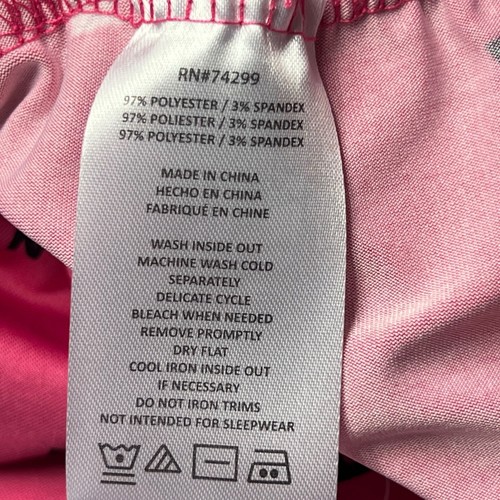 RN#74299
97% POLYESTER / 3% SPANDEX
97% POLIESTER / 3% SPANDEX
97% POLYESTER / 3% SPANDEX
MADE IN CHINA
HECHO EN CHINA
FABRIQUÉ EN CHINE
WASH INSIDE OUT
MACHINE WASH COLD
SEPARATELY
DELICATE CYCLE
BLEACH WHEN NEEDED
REMOVE PROMPTLY
DRY FLAT
COOL IRON INSIDE OUT
IF NECESSARY
DO NOT IRON TRIMS
NOT INTENDED FOR SLEEPWEAR